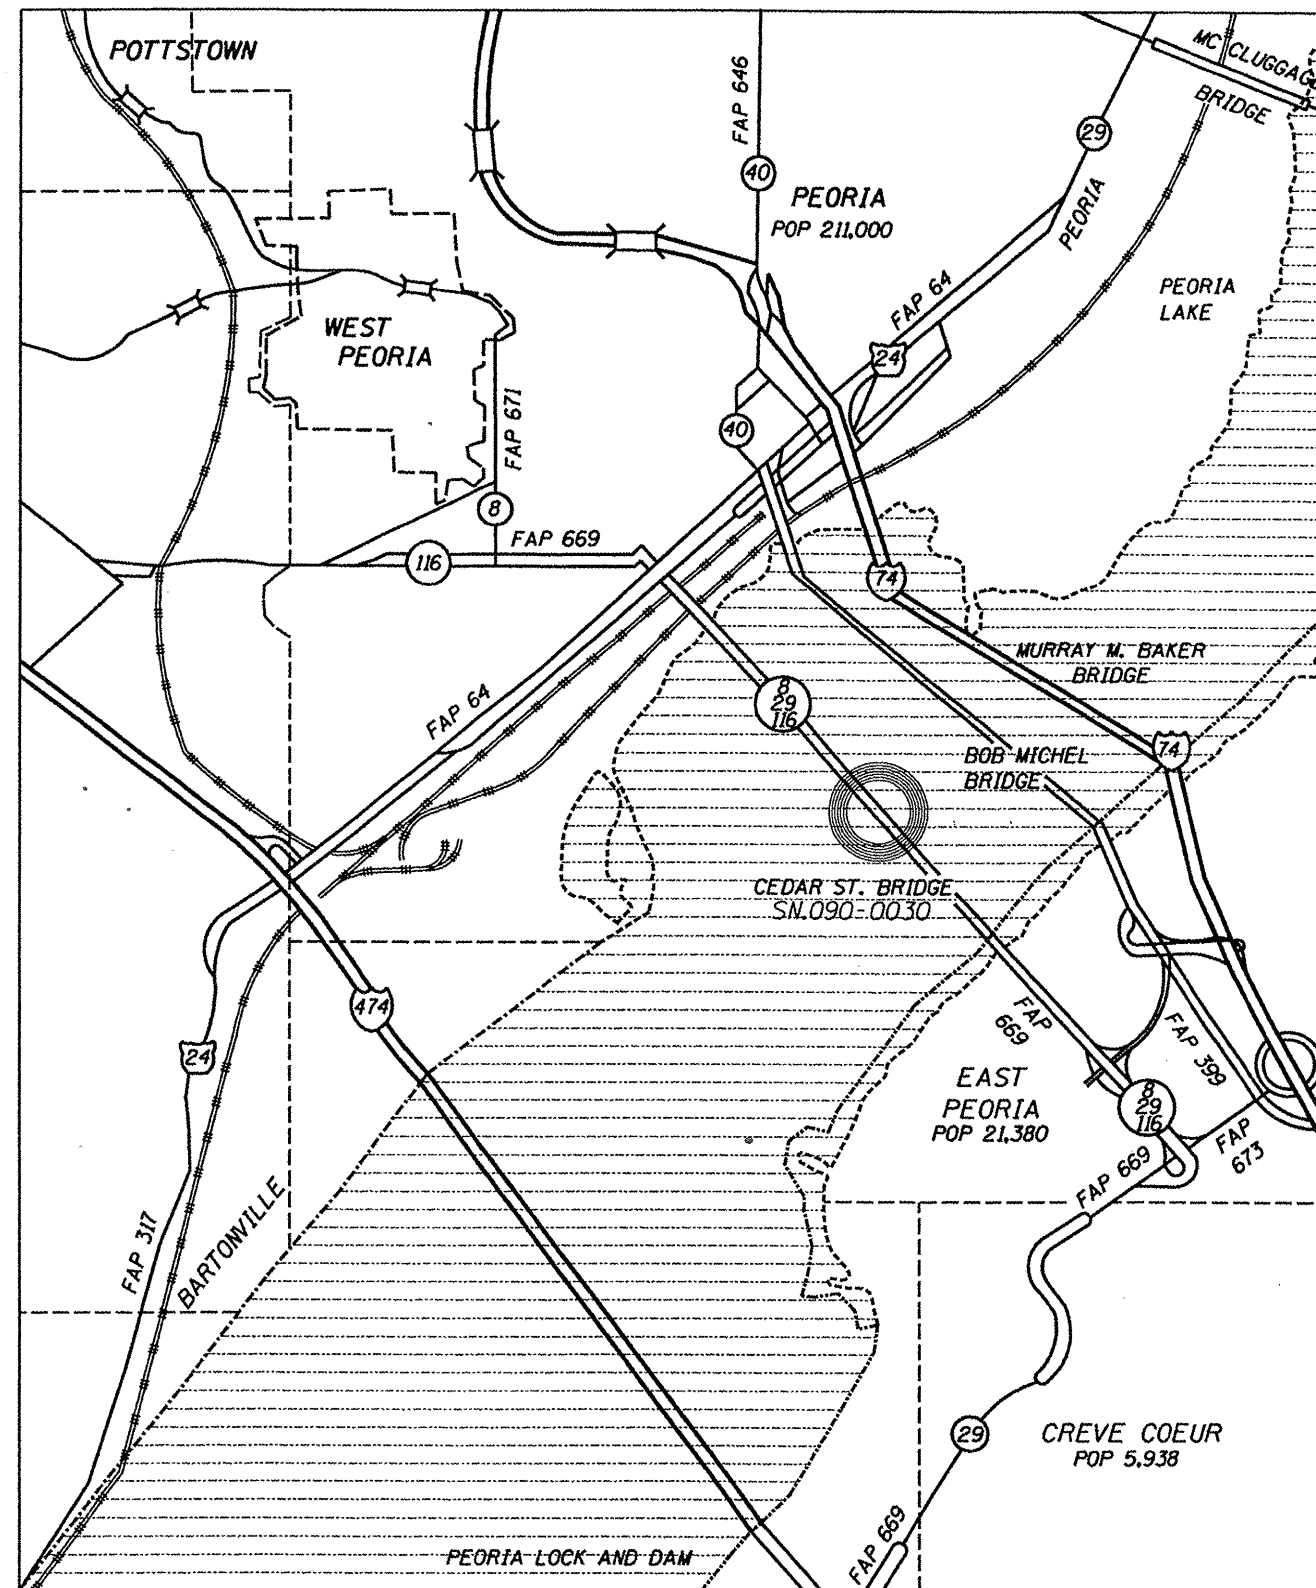 POTTSTOWN
MC CLUGGAGE
BRIDGE
FAP 646
29
40
PEORIA
POP 211,000
PEORIA
PEORIA
LAKE
FAP 64
24
WEST
PEORIA
FAP 671
40
8
FAP 669
116
74
MURRAY M. BAKER
BRIDGE
8
29
116
FAP 64
74
BOB MICHEL
BRIDGE
CEDAR ST. BRIDGE
SN.090-0030
474
FAP
669
FAP 399
24
EAST
PEORIA
POP 21,380
8
29
116
FAP
673
FAP 669
FAP 317
BARTONVILLE
29
CREVE COEUR
POP 5,938
FAP 669
PEORIA LOCK AND DAM